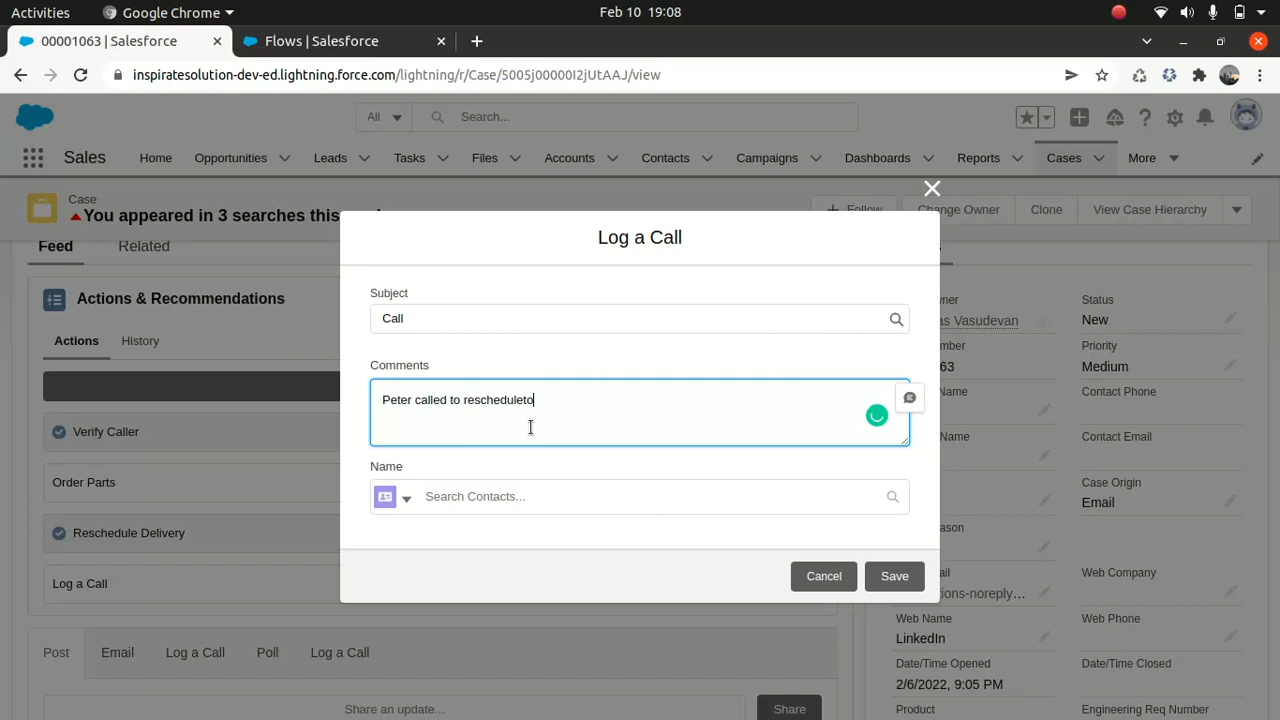 Activities Google Chrome Feb 10 19:08
00001063 | Salesforce Flows | Salesforce
inspiratesolution-dev-ed.lightning.force.com/lightning/r/Case/5005j00000I2jUtAAJ/view
All Search...
Sales Home Opportunities Leads Tasks Files Accounts Contacts Campaigns Dashboards Reports Cases More
Case
You appeared in 3 searches this
Follow Change Owner Clone View Case Hierarchy
Feed Related
Log a Call
Actions & Recommendations
Actions History
Verify Caller
Order Parts
Reschedule Delivery
Log a Call
Subject
Call
Comments
Peter called to rescheduleto
Name
Search Contacts...
Cancel Save
Post Email Log a Call Poll Log a Call
Share an update... Share
Status
as Vasudevan New
Priority
63 Medium
Contact Phone
Name Contact Email
Case Origin
Email
Web Company
ions-noreply...
Web Name Web Phone
LinkedIn
Date/Time Opened Date/Time Closed
2/6/2022, 9:05 PM
Product Engineering Req Number